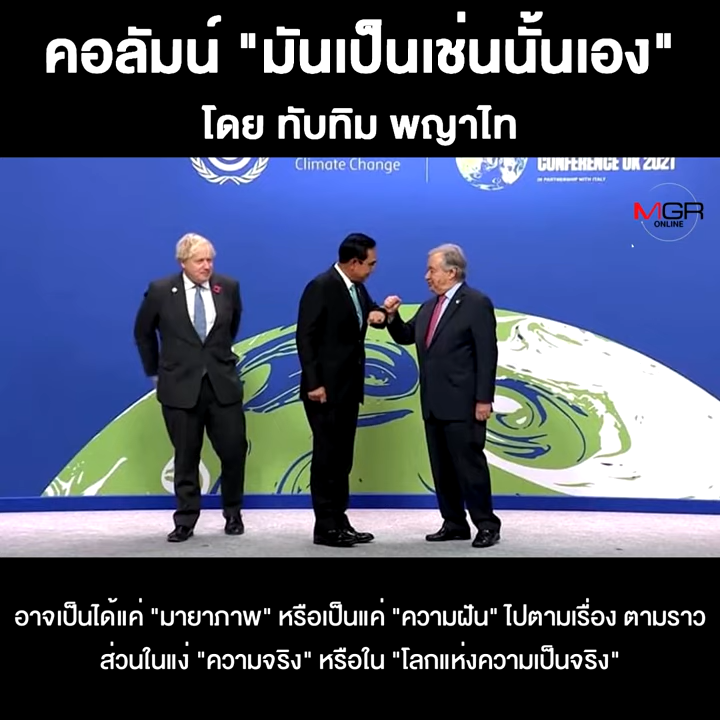 คอลัมน์ "มันเป็นเช่นนั้นเอง"
โดย ทับทิม พญาไท
Climate Change
CONFERENCE UK 2021
IN PARTNERSHIP WITH ITALY
MGR
ONLINE
อาจเป็นได้แค่ "มายาภาพ" หรือเป็นแค่ "ความฝัน" ไปตามเรื่อง ตามราว
ส่วนในแง่ "ความจริง" หรือใน "โลกแห่งความเป็นจริง"